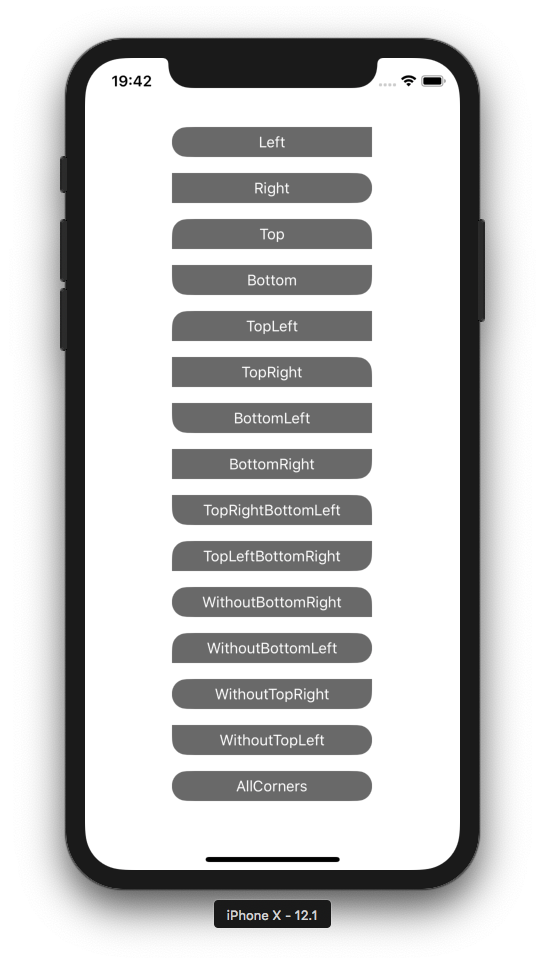 19:42
Left
Right
Top
Bottom
TopLeft
TopRight
BottomLeft
BottomRight
TopRightBottomLeft
TopLeftBottomRight
WithoutBottomRight
WithoutBottomLeft
WithoutTopRight
WithoutTopLeft
AllCorners
iPhone X - 12.1